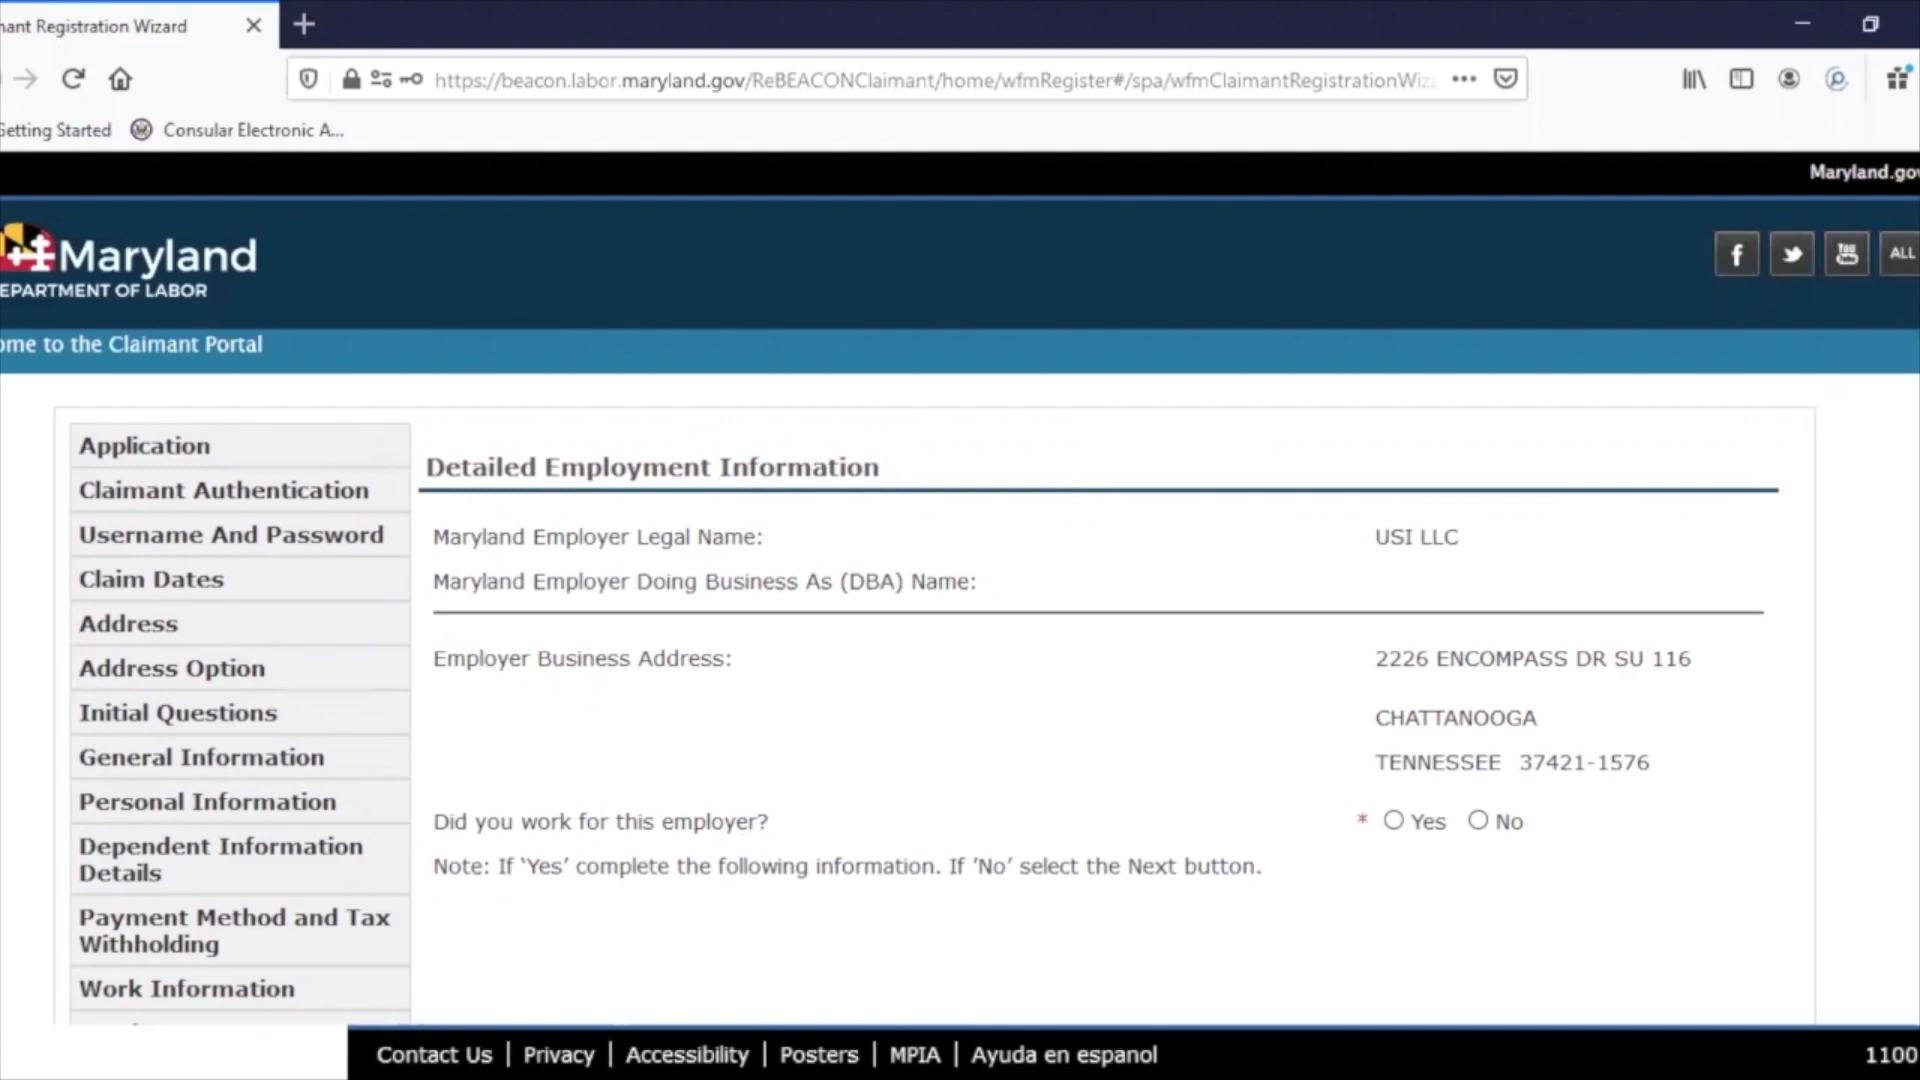 nant Registration Wizard
https://beacon.labor.maryland.gov/ReBEACONClaimant/home/wfmRegister#/spa/wfmClaimantRegistrationWiz
Getting Started Consular Electronic A...
Maryland.gov
Maryland
EPARTMENT OF LABOR
f You ALL
ome to the Claimant Portal
Application
Claimant Authentication
Username And Password
Claim Dates
Address
Address Option
Initial Questions
General Information
Personal Information
Dependent Information
Details
Payment Method and Tax
Withholding
Work Information
Detailed Employment Information
Maryland Employer Legal Name: USI LLC
Maryland Employer Doing Business As (DBA) Name:
Employer Business Address: 2226 ENCOMPASS DR SU 116
CHATTANOOGA
TENNESSEE 37421-1576
Did you work for this employer? * Yes No
Note: If ‘Yes’ complete the following information. If ’No’ select the Next button.
Contact Us | Privacy | Accessibility | Posters | MPIA | Ayuda en espanol 1100